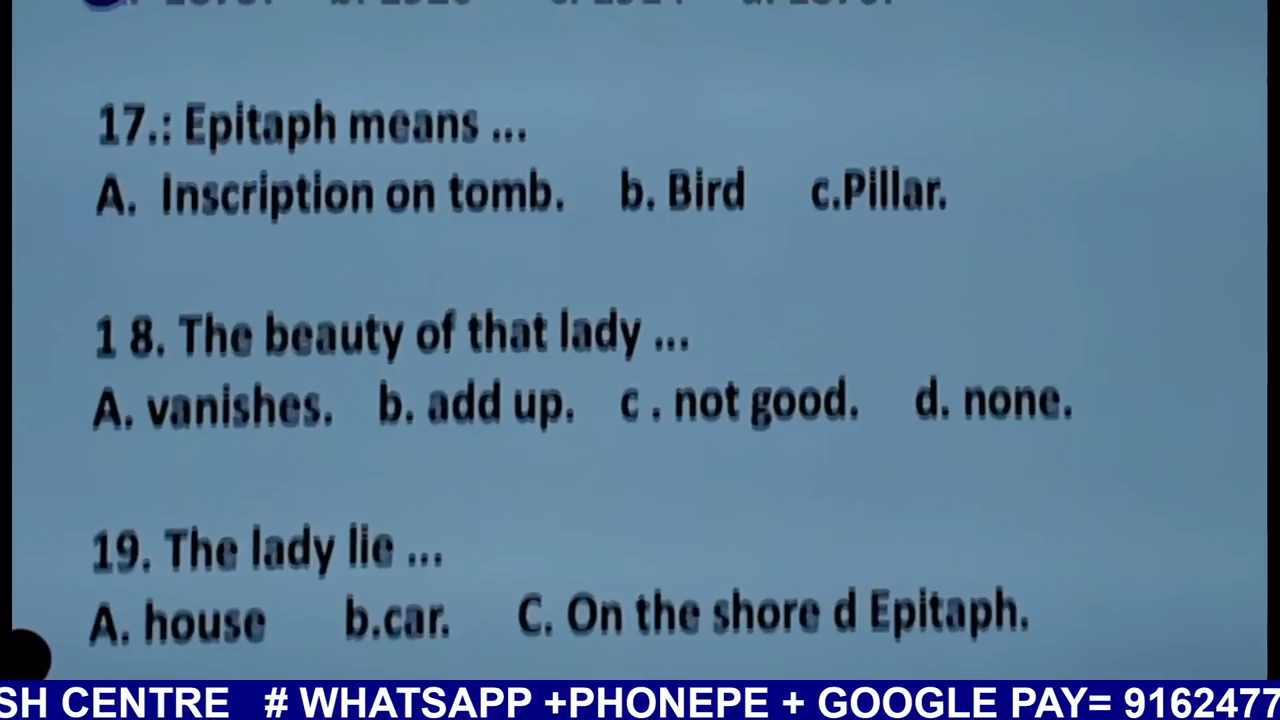 17.: Epitaph means ...
A. Inscription on tomb. b. Bird c.Pillar.
1 8. The beauty of that lady ...
A. vanishes. b. add up. c . not good. d. none.
19. The lady lie ...
A. house b.car. C. On the shore d Epitaph.
SH CENTRE # WHATSAPP +PHONEPE + GOOGLE PAY= 9162477